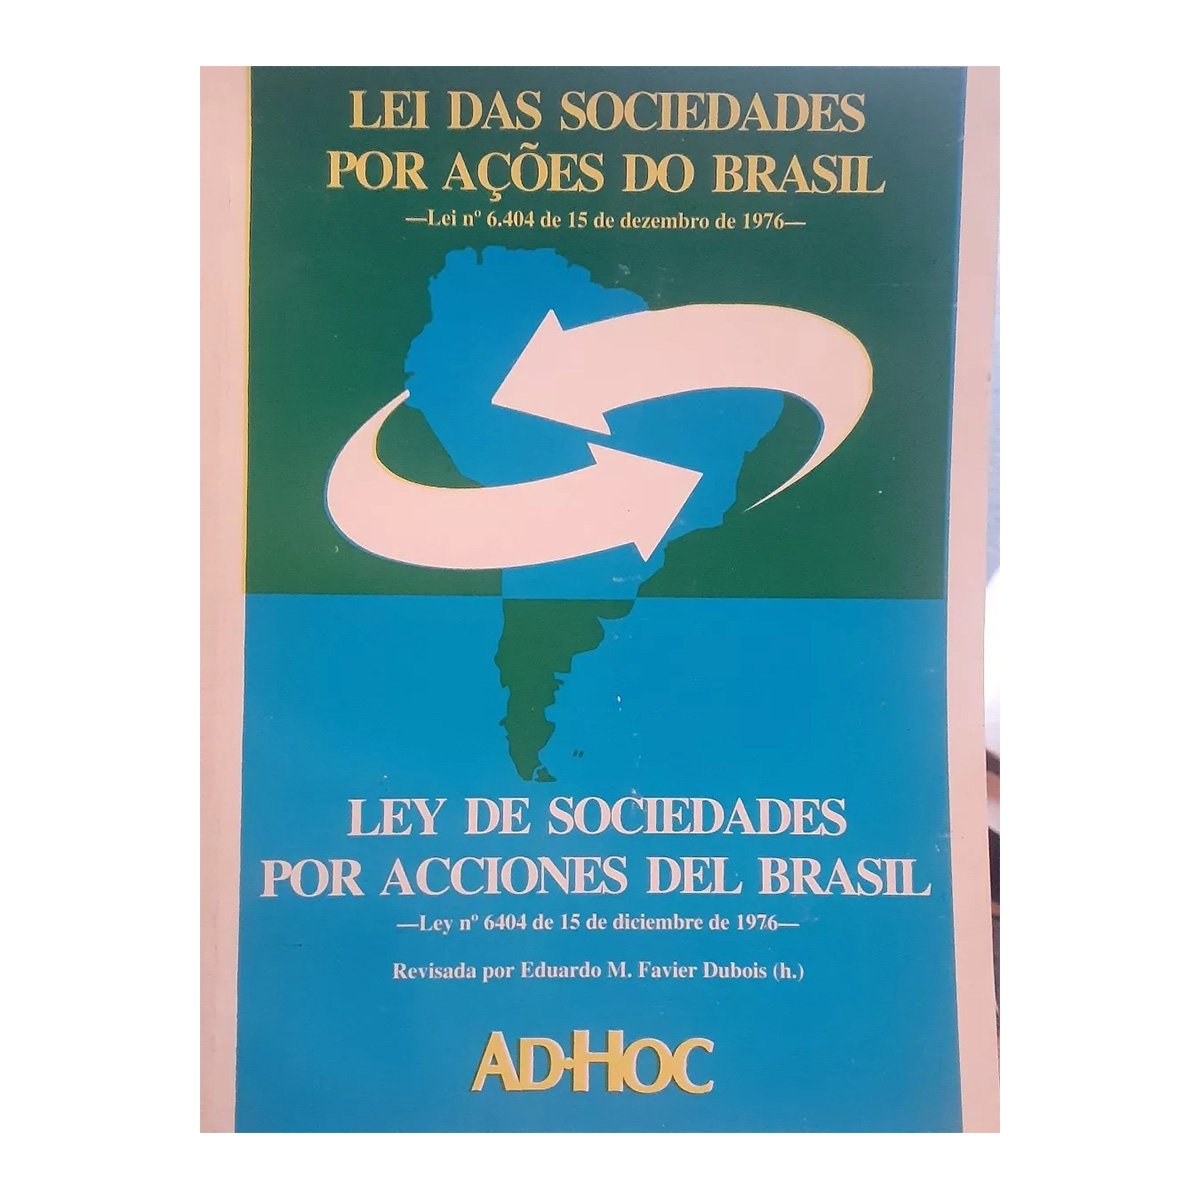 LEI DAS SOCIEDADES
POR AÇÕES DO BRASIL
—Lei nº 6.404 de 15 de dezembro de 1976—
LEY DE SOCIEDADES
POR ACCIONES DEL BRASIL
—Ley nº 6404 de 15 de diciembre de 1976—
Revisada por Eduardo M. Favier Dubois (h.)
AD·HOC